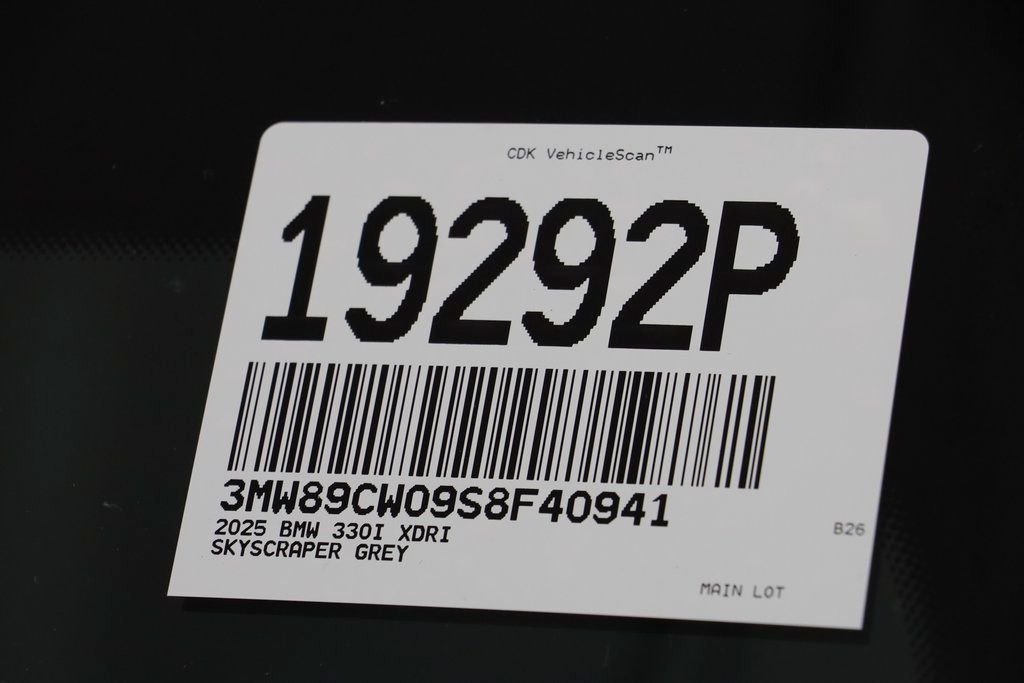 CDK VehicleScan™
19292P
3MW89CW09S8F40941
2025 BMW 330I XDRI
SKYSCRAPER GREY
B26
MAIN LOT